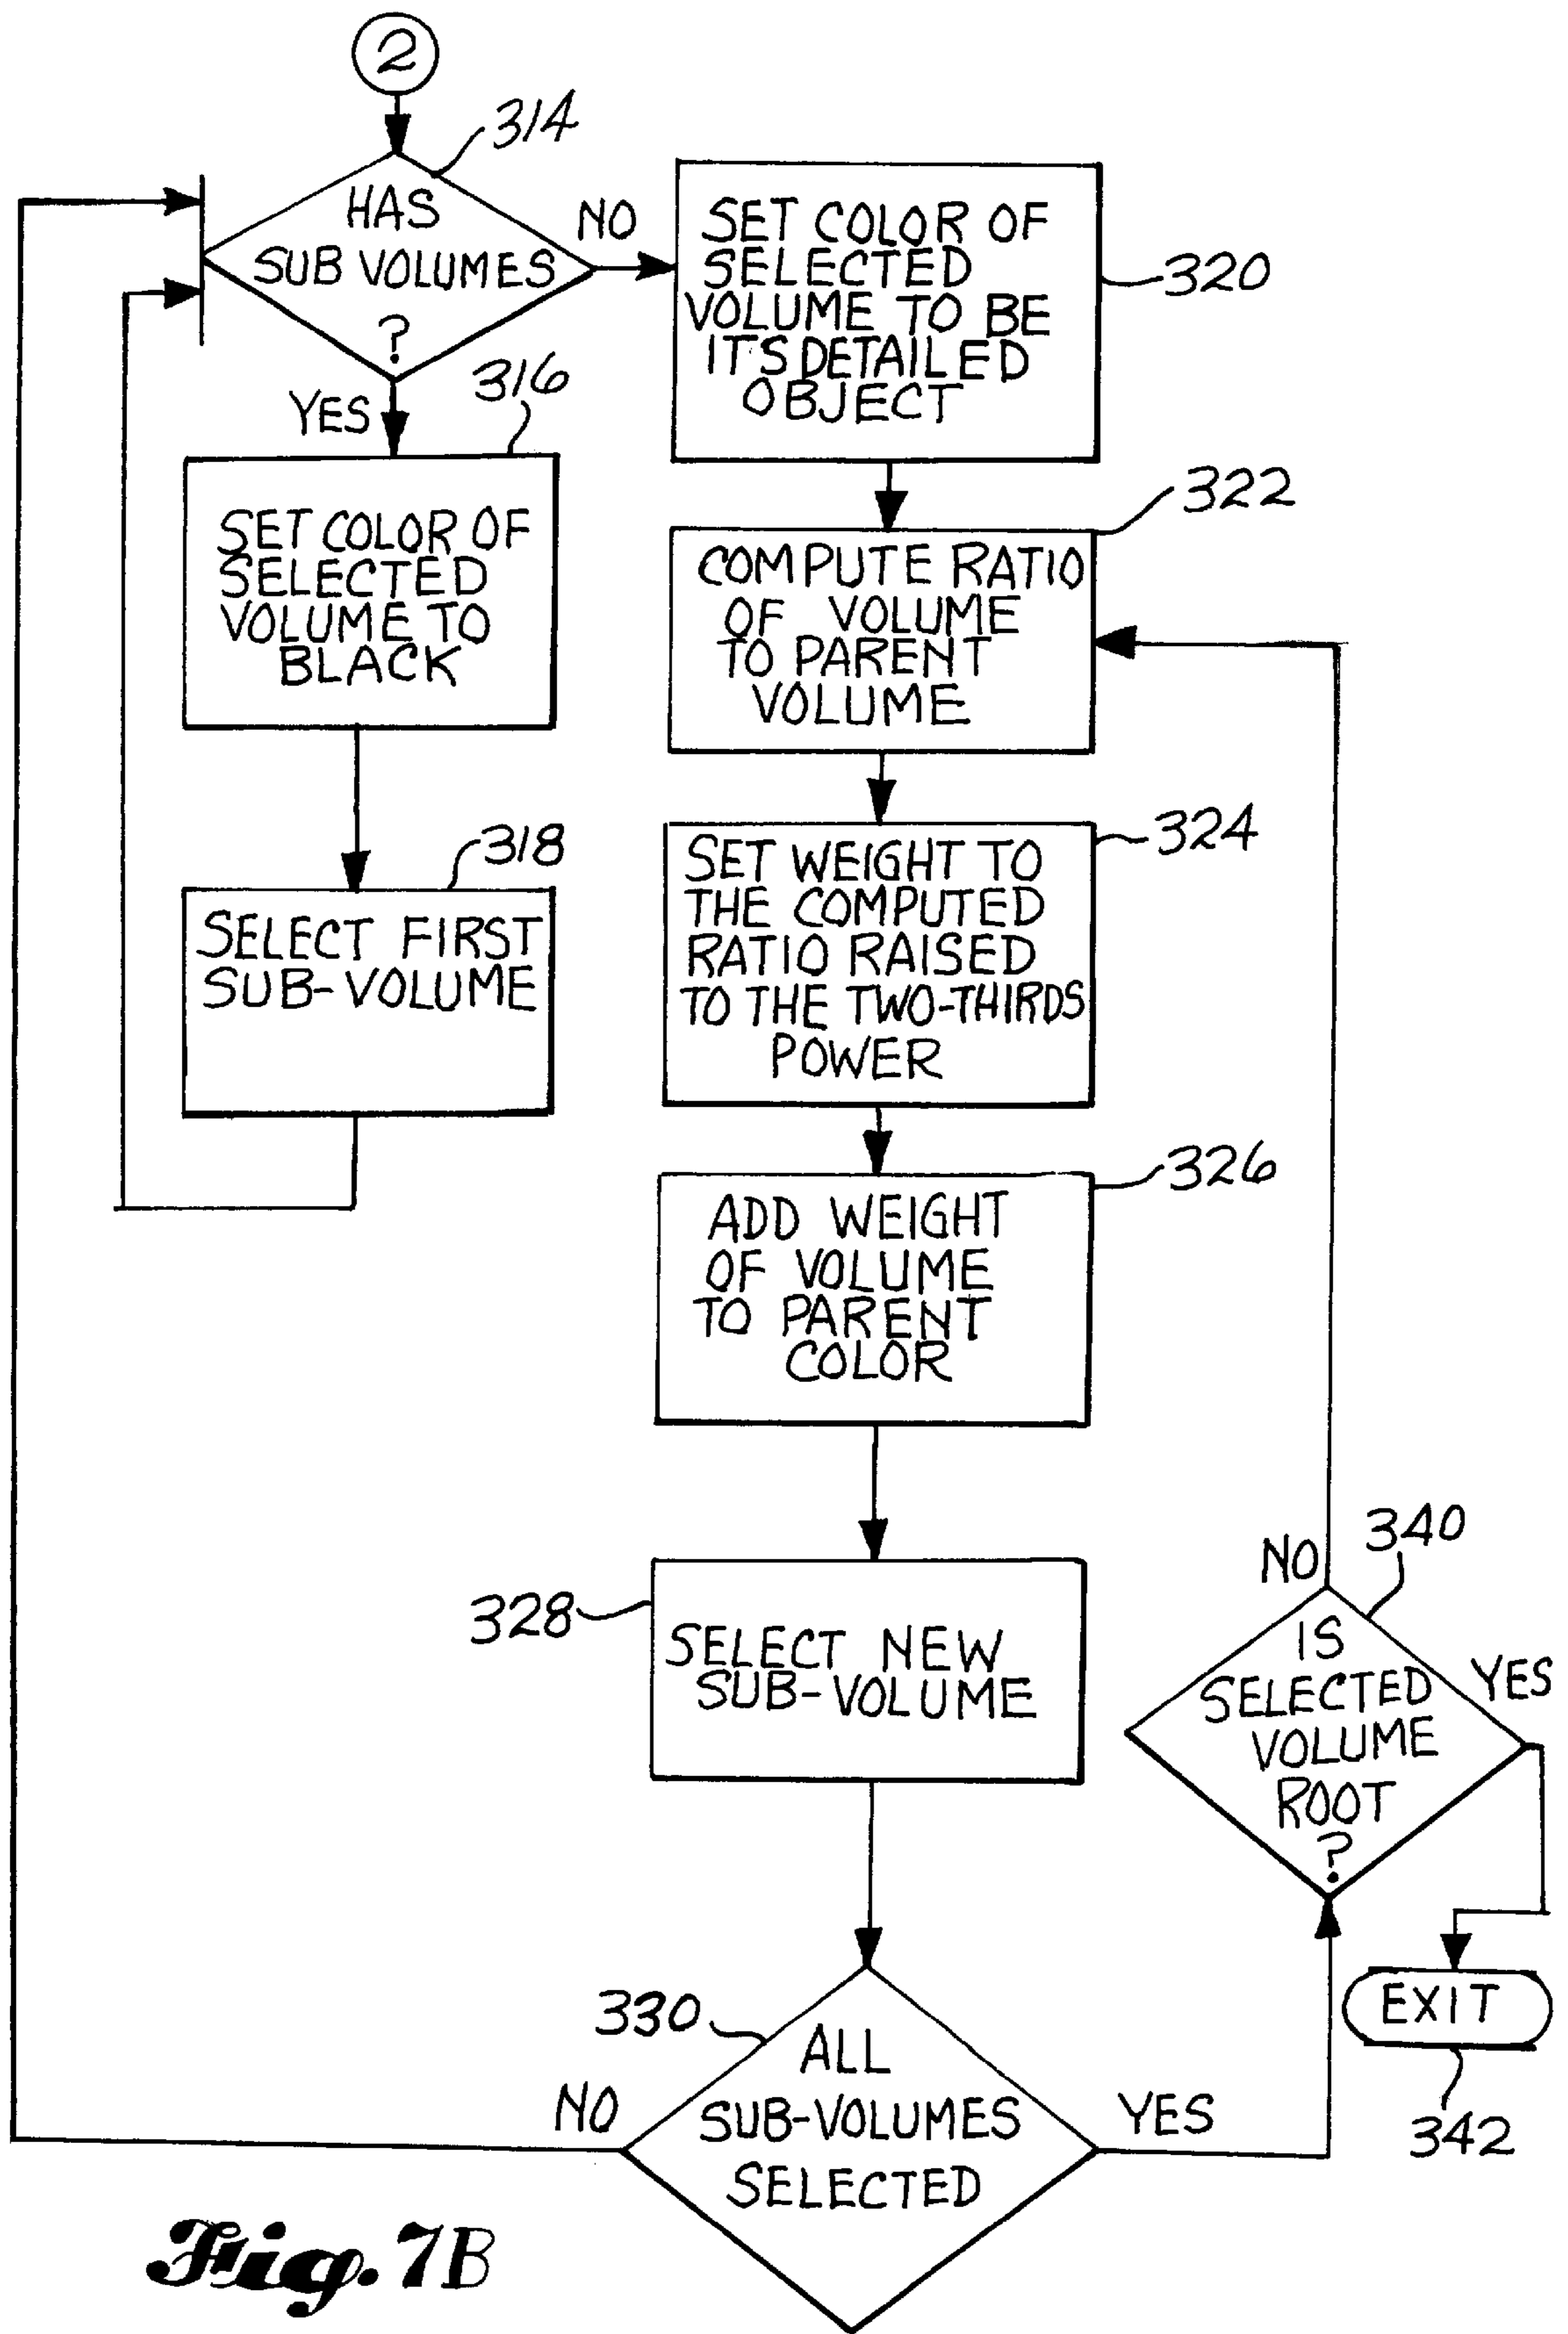 2
314
HAS
SUB VOLUMES
?
NO
YES
SET COLOR OF
SELECTED
VOLUME TO BE
IT'S DETAILED
OBJECT
320
316
SET COLOR OF
SELECTED
VOLUME TO
BLACK
322
COMPUTE RATIO
OF VOLUME
TO PARENT
VOLUME
318
SELECT FIRST
SUB-VOLUME
324
SET WEIGHT TO
THE COMPUTED
RATIO RAISED
TO THE TWO-THIRDS
POWER
326
ADD WEIGHT
OF VOLUME
TO PARENT
COLOR
328
SELECT NEW
SUB-VOLUME
340
NO
IS
SELECTED
VOLUME
ROOT
?
YES
EXIT
342
330
ALL
SUB-VOLUMES
SELECTED
NO
YES
Fig. 7B